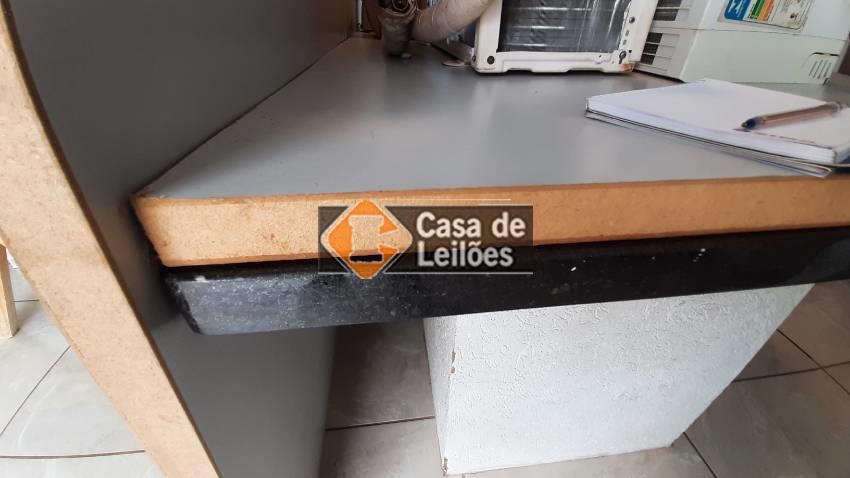 Casa de
Leilões